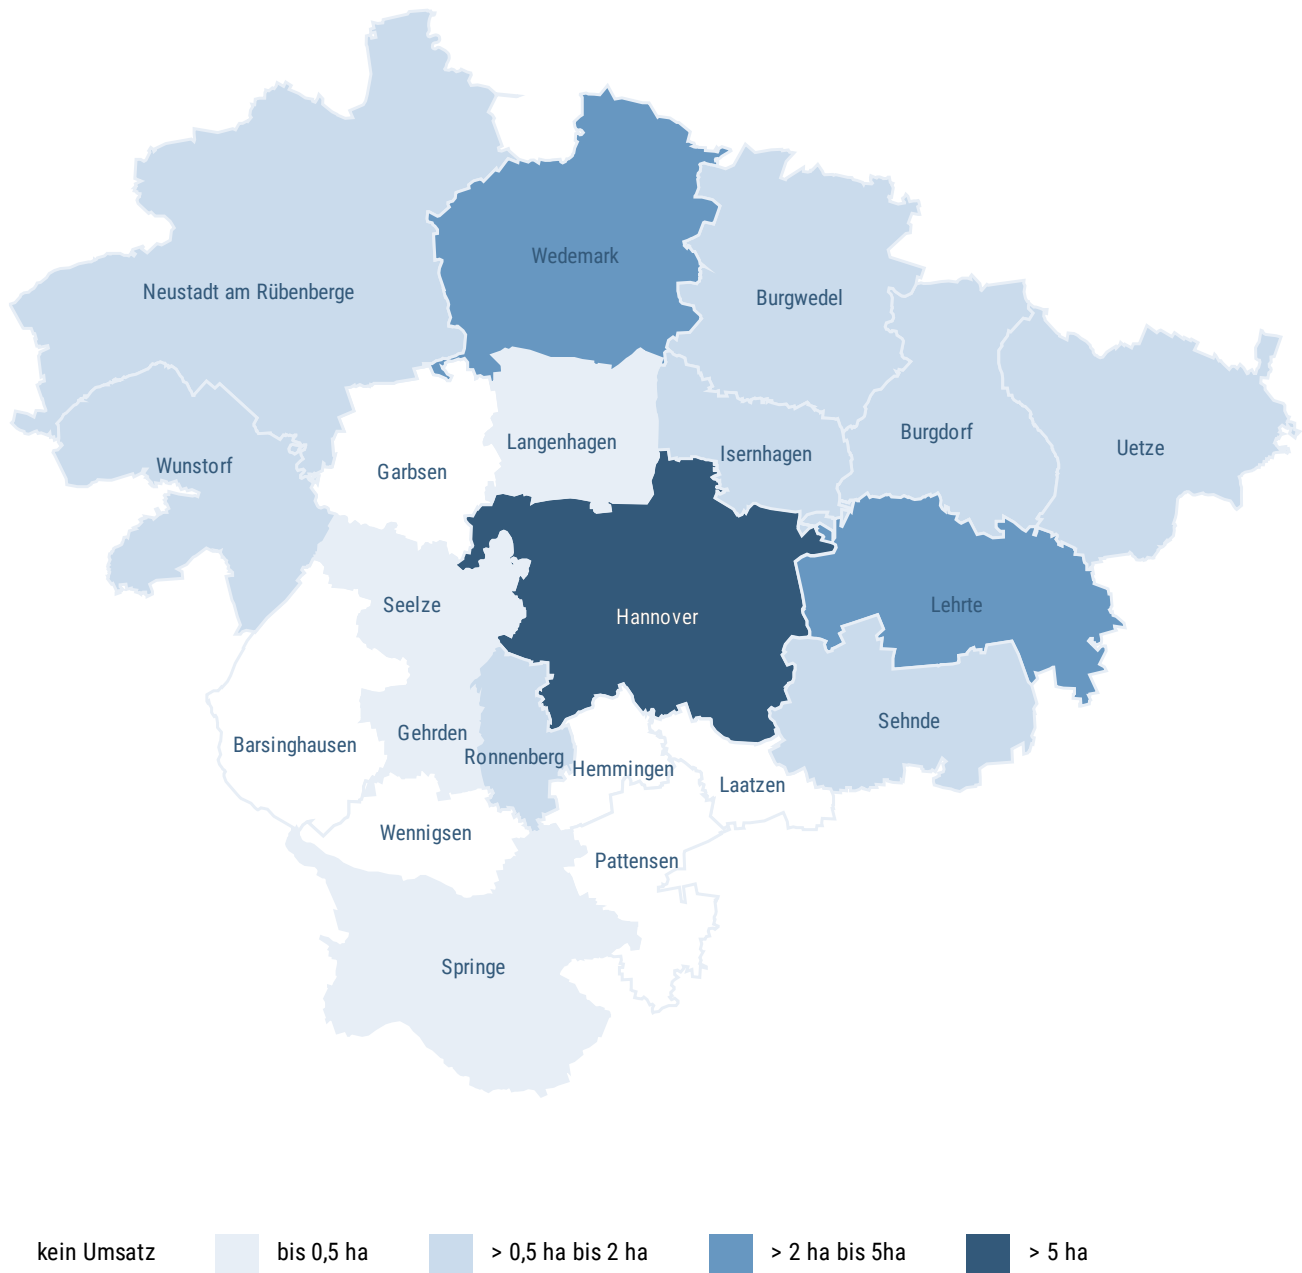 Wedemark
Neustadt am Rübenberge
Burgwedel
Burgdorf
Langenhagen
Uetze
Isernhagen
Wunstorf
Garbsen
Seelze
Lehrte
Hannover
Sehnde
Gehrden
Barsinghausen
Ronnenberg
Hemmingen
Laatzen
Wennigsen
Pattensen
Springe
kein Umsatz
bis 0,5 ha
> 0,5 ha bis 2 ha
> 2 ha bis 5ha
> 5 ha